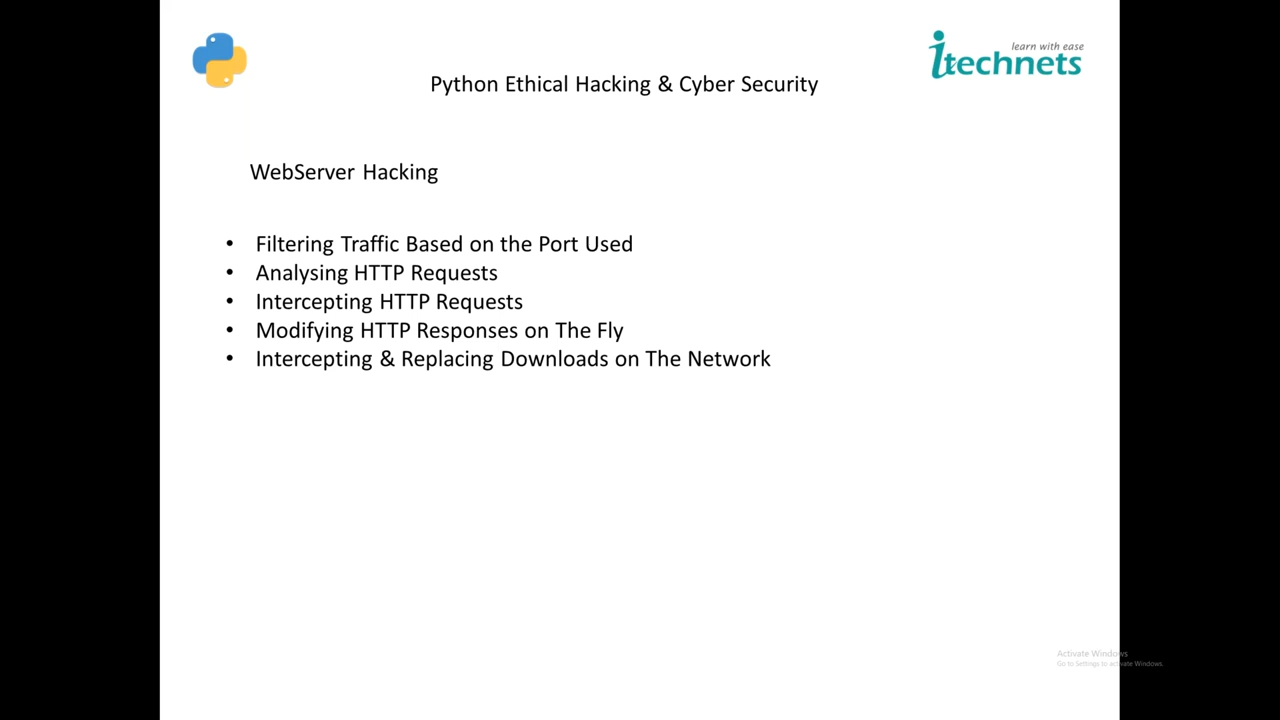 learn with ease
itechnets
Python Ethical Hacking & Cyber Security
WebServer Hacking
• Filtering Traffic Based on the Port Used
• Analysing HTTP Requests
• Intercepting HTTP Requests
• Modifying HTTP Responses on The Fly
• Intercepting & Replacing Downloads on The Network
Activate Windows
Go to Settings to activate Windows.